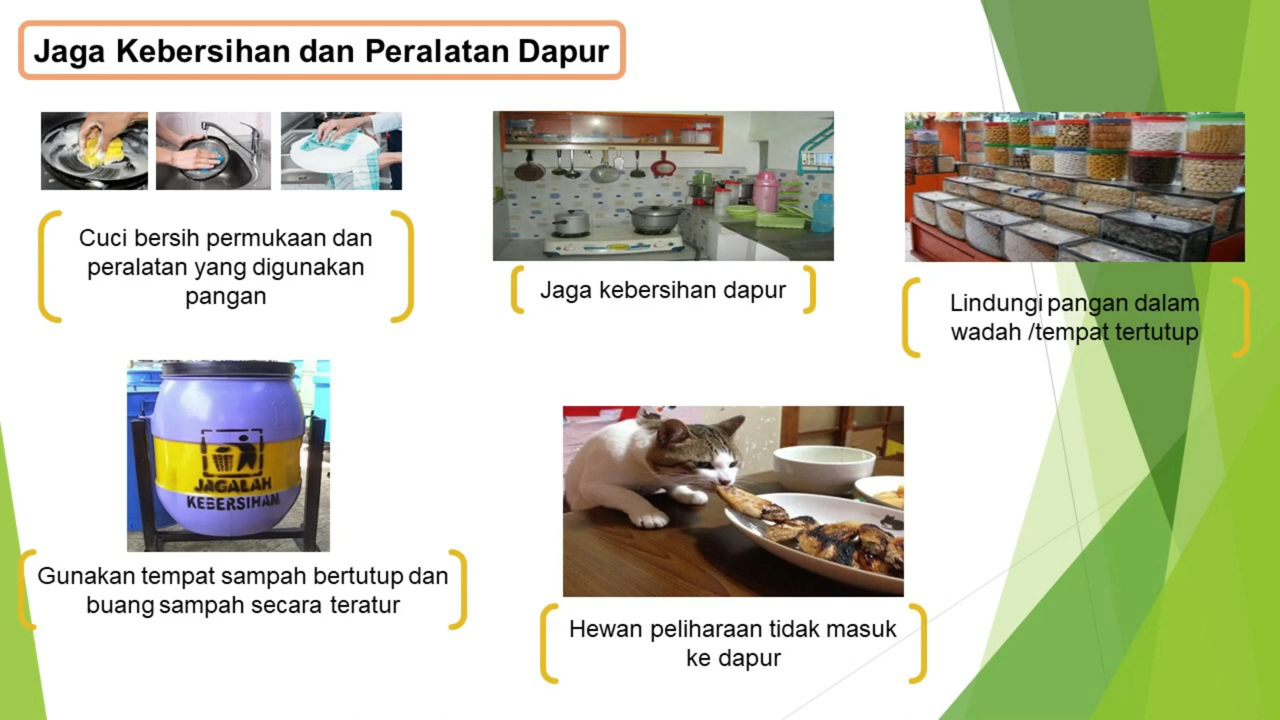 Jaga Kebersihan dan Peralatan Dapur
Cuci bersih permukaan dan
peralatan yang digunakan
pangan
Jaga kebersihan dapur
Lindungi pangan dalam
wadah /tempat tertutup
JAGALAH
KEBERSIHAN
Gunakan tempat sampah bertutup dan
buang sampah secara teratur
Hewan peliharaan tidak masuk
ke dapur